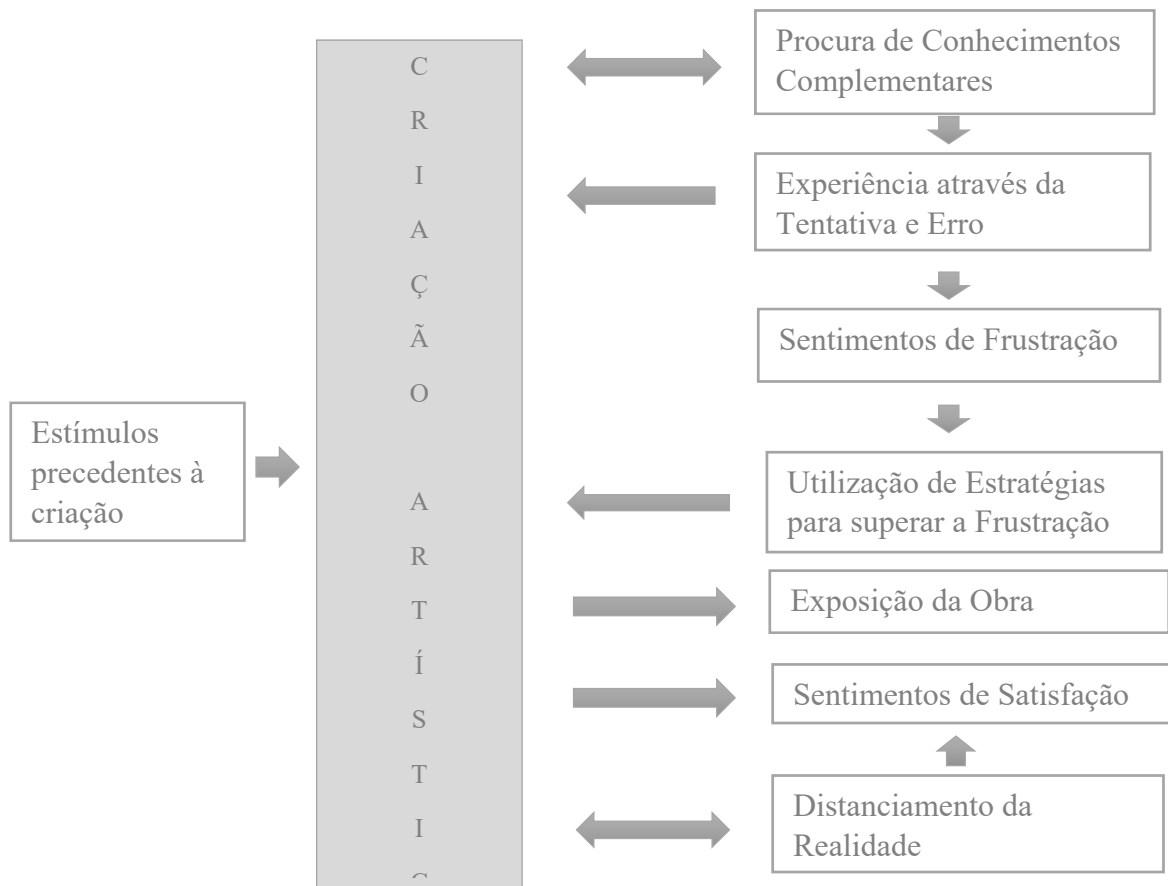 Estímulos
precedentes à
criação
C
R
I
A
Ç
Ã
O
A
R
T
Í
S
T
I
Procura de Conhecimentos
Complementares
Experiência através da
Tentativa e Erro
Sentimentos de Frustração
Utilização de Estratégias
para superar a Frustração
Exposição da Obra
Sentimentos de Satisfação
Distanciamento da
Realidade